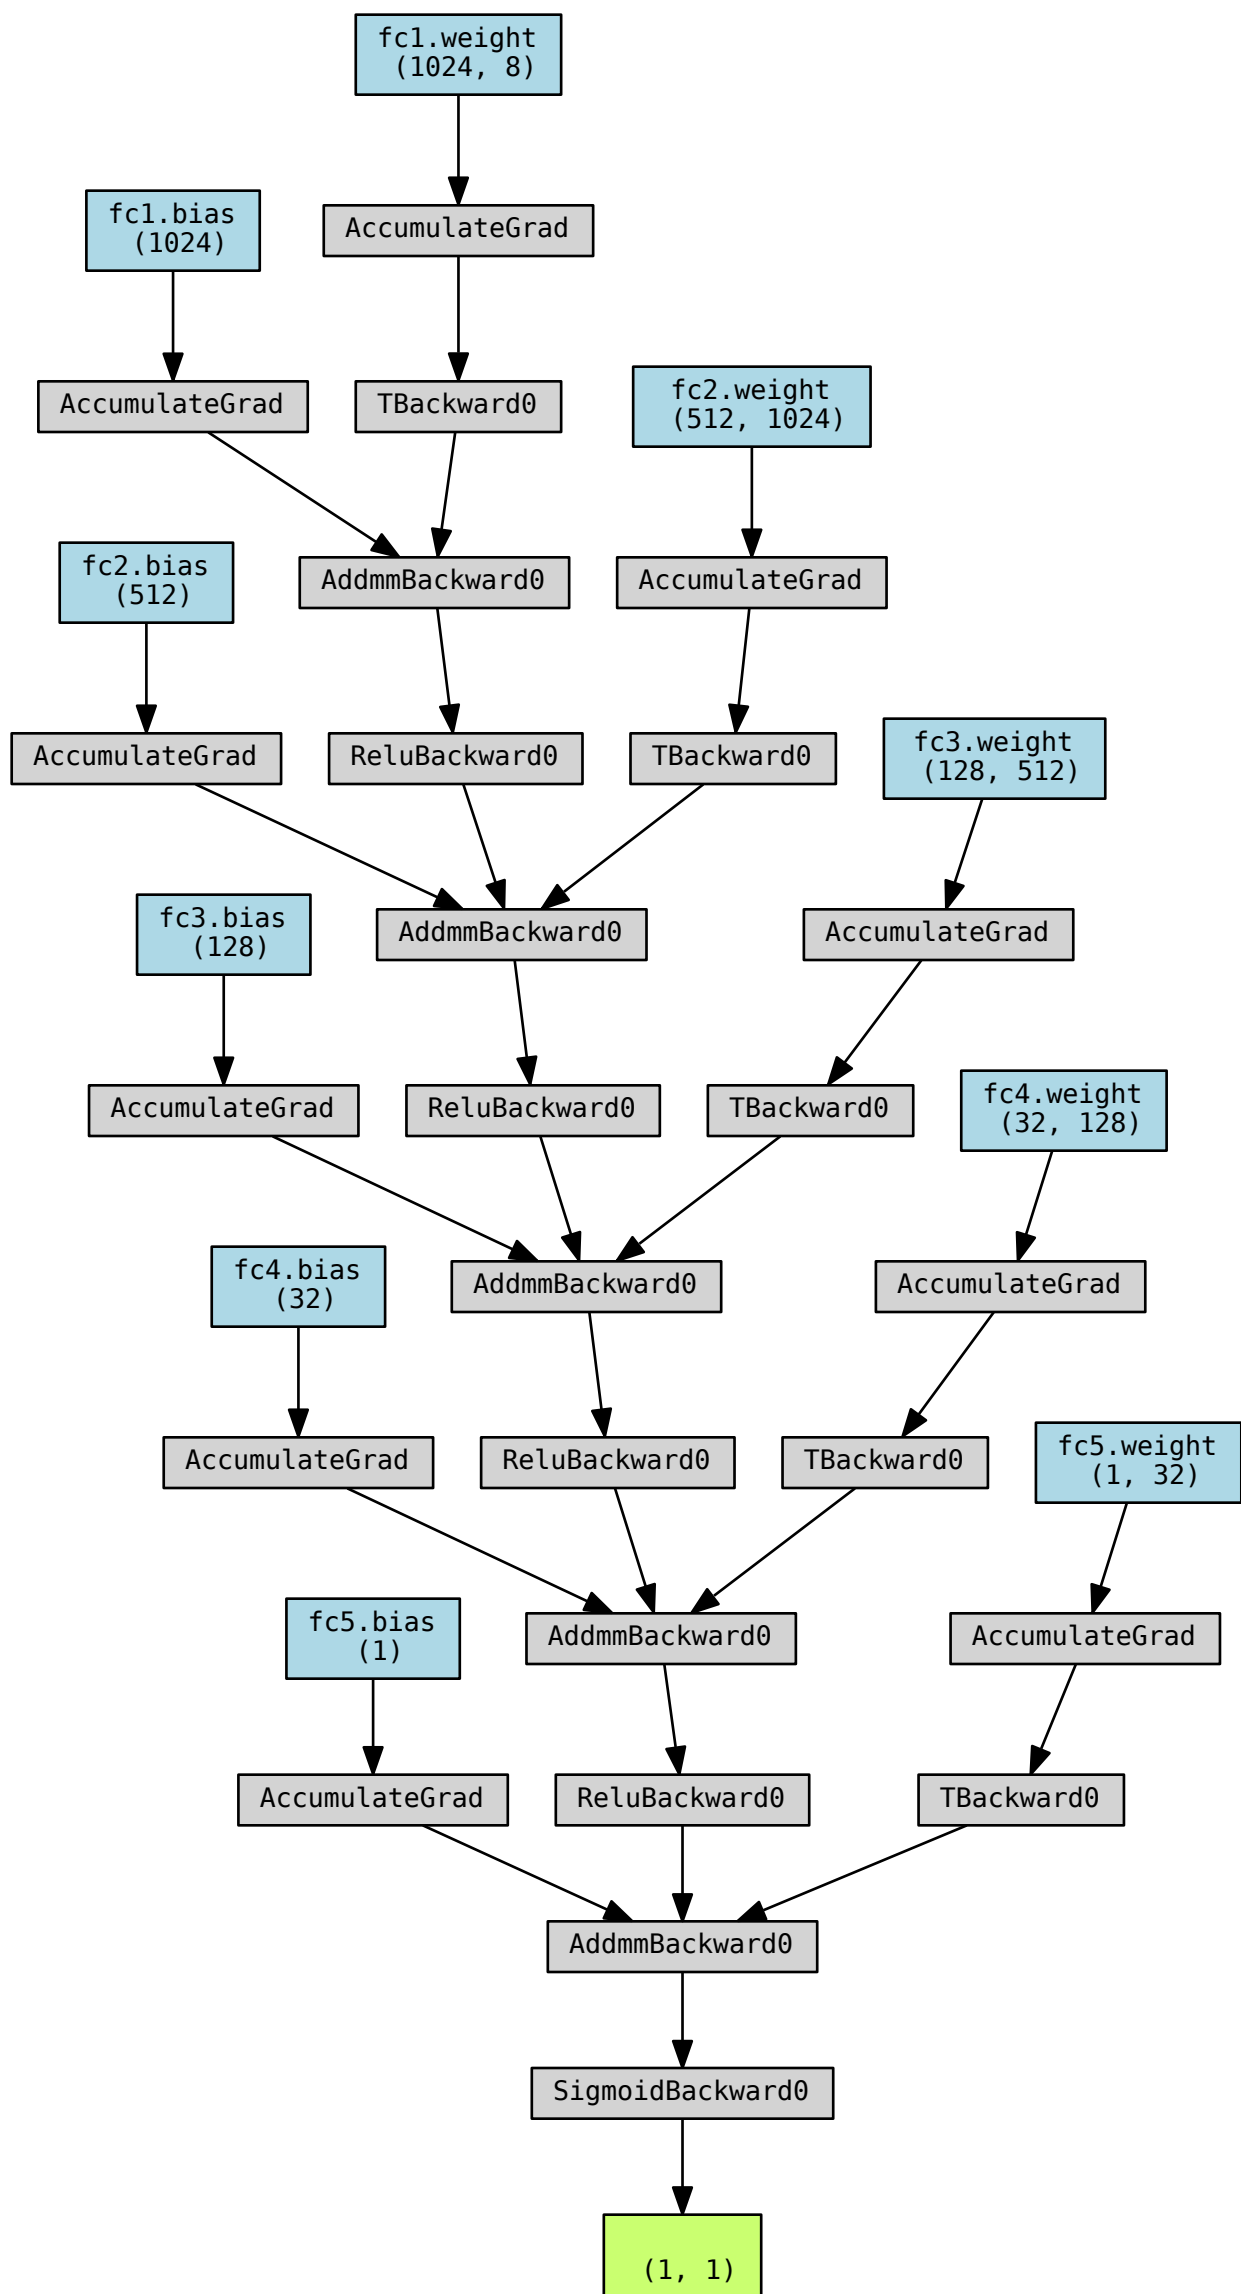 fc1.weight
(1024, 8)
fc1.bias
(1024)
AccumulateGrad
AccumulateGrad
TBackward0
fc2.weight
(512, 1024)
fc2.bias
(512)
AddmmBackward0
AccumulateGrad
AccumulateGrad
ReluBackward0
TBackward0
fc3.weight
(128, 512)
fc3.bias
(128)
AddmmBackward0
AccumulateGrad
AccumulateGrad
ReluBackward0
TBackward0
fc4.weight
(32, 128)
fc4.bias
(32)
AddmmBackward0
AccumulateGrad
AccumulateGrad
ReluBackward0
TBackward0
fc5.weight
(1, 32)
fc5.bias
(1)
AddmmBackward0
AccumulateGrad
AccumulateGrad
ReluBackward0
TBackward0
AddmmBackward0
SigmoidBackward0
(1, 1)